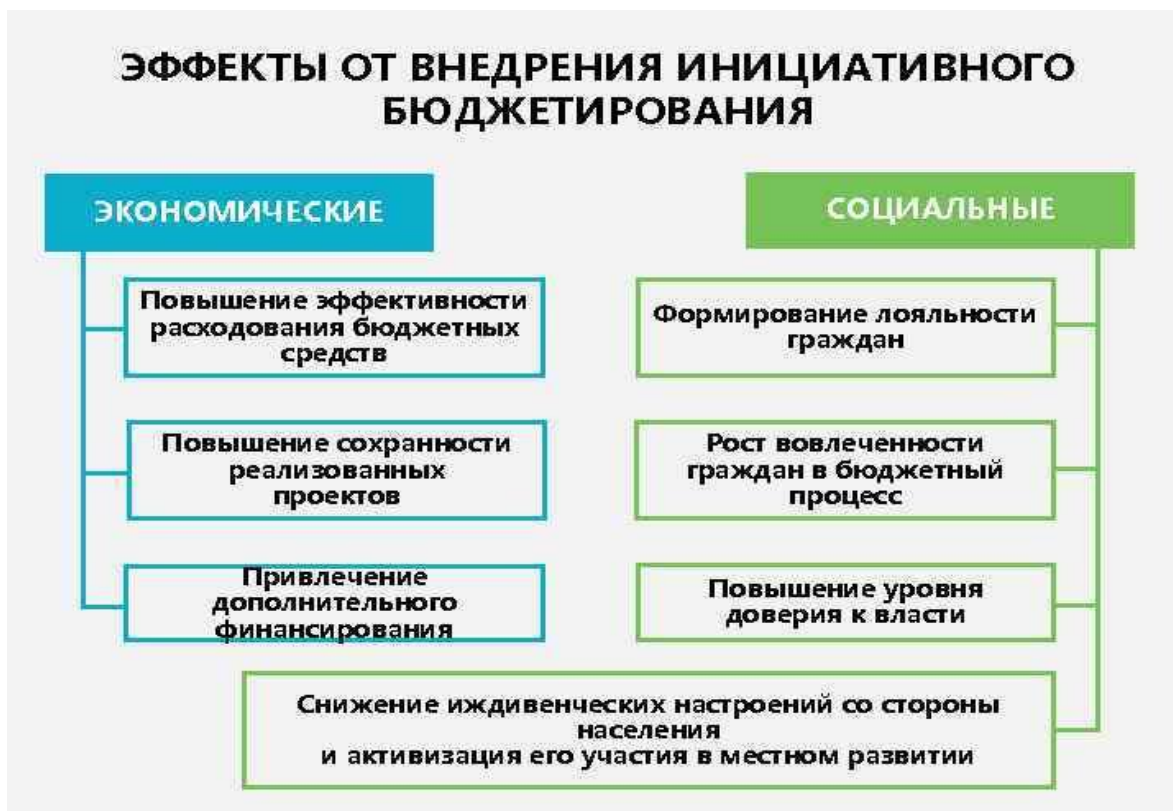 ЭФФЕКТЫ ОТ ВНЕДРЕНИЯ ИНИЦИАТИВНОГО
БЮДЖЕТИРОВАНИЯ
ЭКОНОМИЧЕСКИЕ
Повышение эффективности
расходования бюджетных
средств
Повышение сохранности
реализованных
проектов
Привлечение
дополнительного
финансирования
СОЦИАЛЬНЫЕ
Формирование лояльности
граждан
Рост вовлеченности
граждан в бюджетный
процесс
Повышение уровня
доверия к власти
Снижение иждивенческих настроений со стороны
населения
и активизация его участия в местном развитии